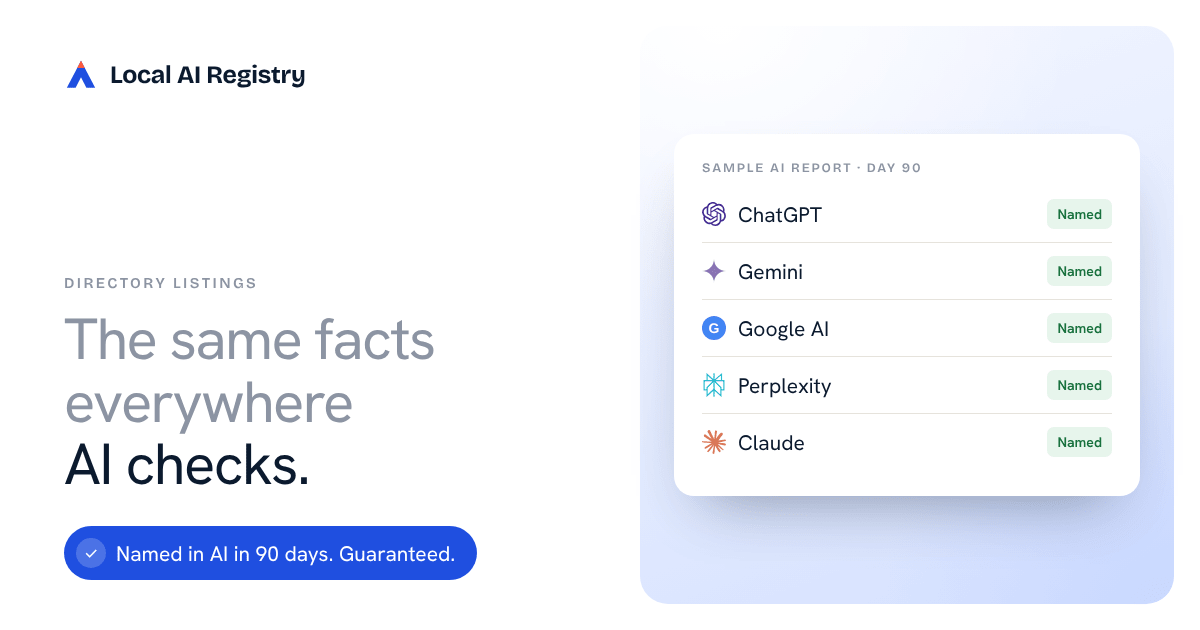 Local AI Registry
DIRECTORY LISTINGS
The same facts
everywhere
AI checks.
Named in AI in 90 days. Guaranteed.
SAMPLE AI REPORT · DAY 90
ChatGPT Named
Gemini Named
G Google AI Named
Perplexity Named
Claude Named